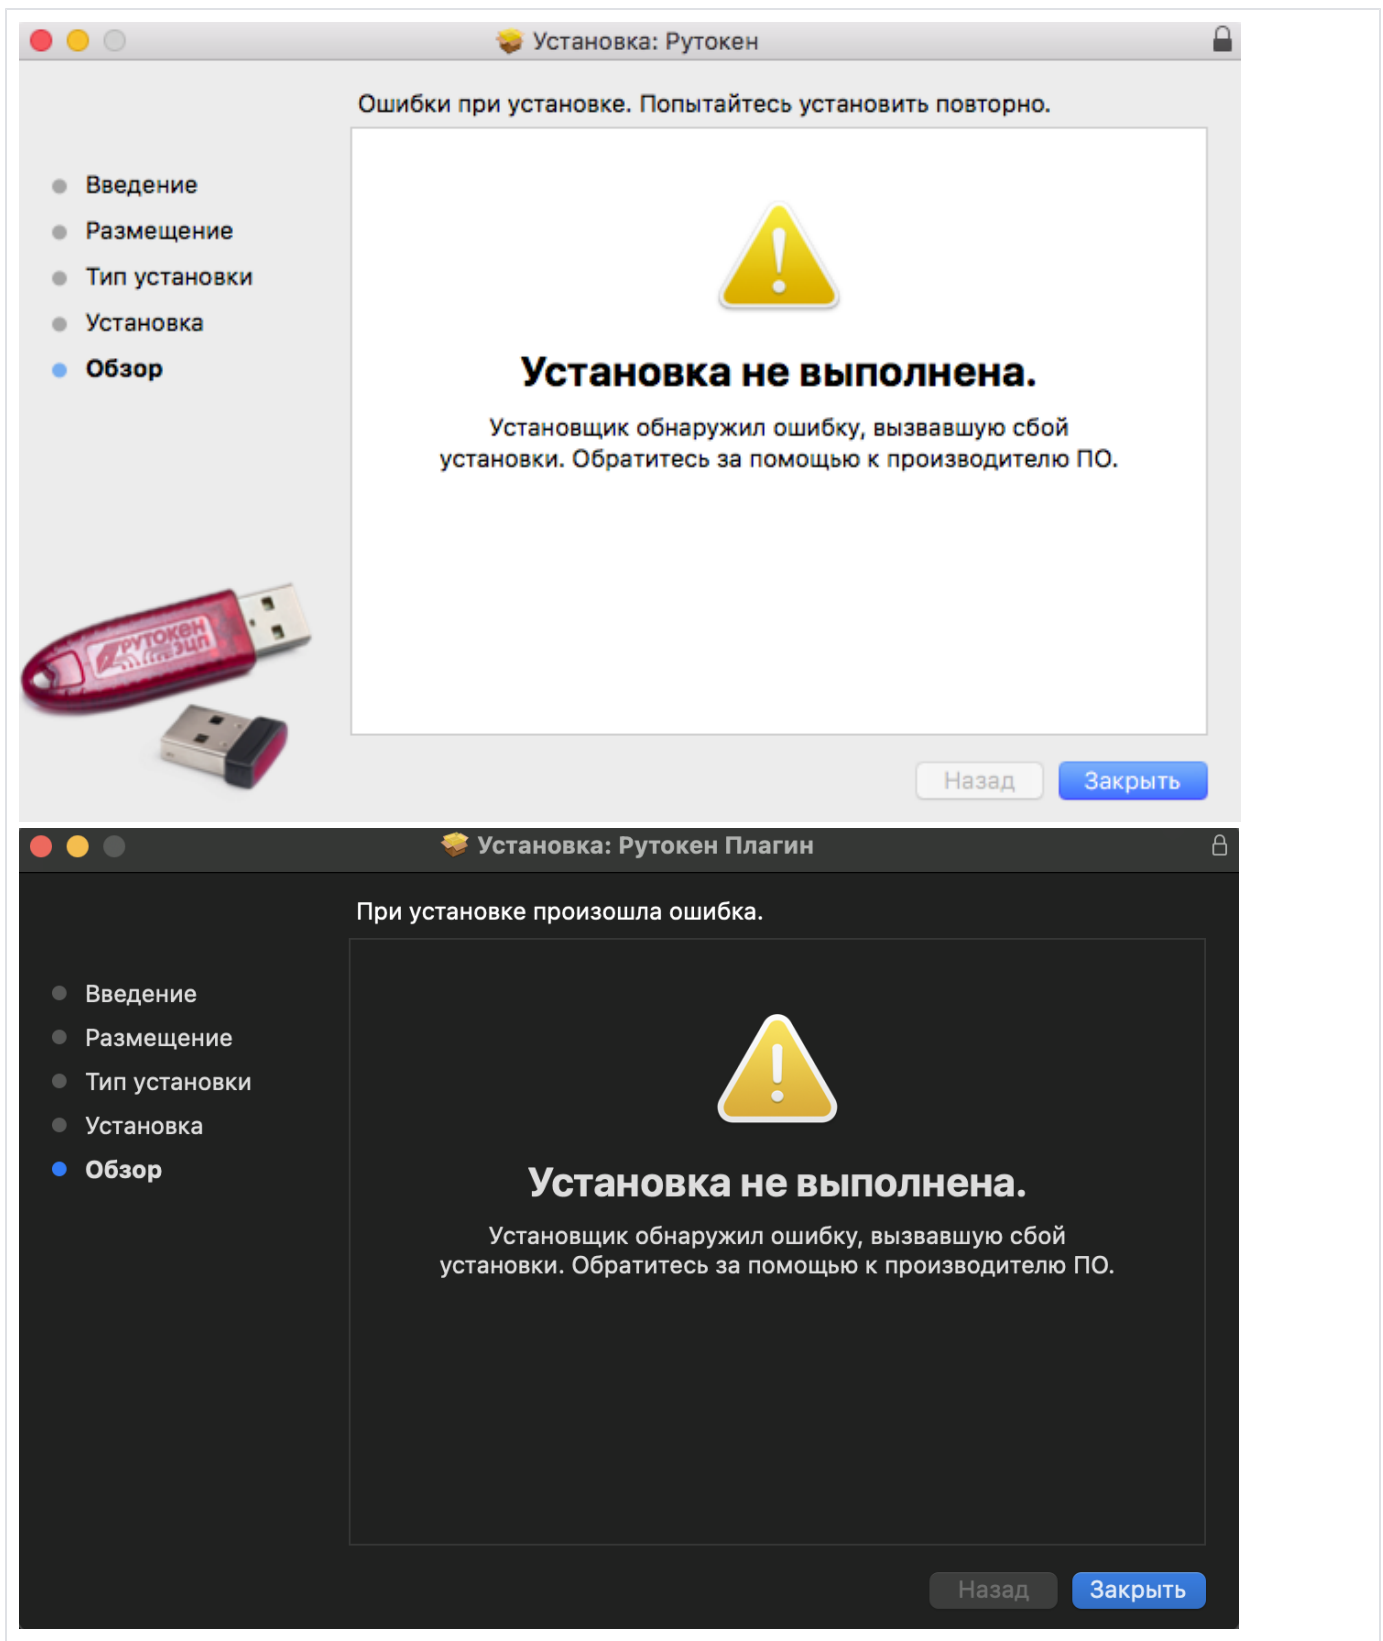 Установка: Рутокен
Ошибки при установке. Попытайтесь установить повторно.
Введение
Размещение
Тип установки
Установка
Обзор
Установка не выполнена.
Установщик обнаружил ошибку, вызвавшую сбой
установки. Обратитесь за помощью к производителю ПО.
РУТОКЕН
ЭЦП
Назад
Закрыть
Установка: Рутокен Плагин
При установке произошла ошибка.
Введение
Размещение
Тип установки
Установка
Обзор
Установка не выполнена.
Установщик обнаружил ошибку, вызвавшую сбой
установки. Обратитесь за помощью к производителю ПО.
Назад
Закрыть